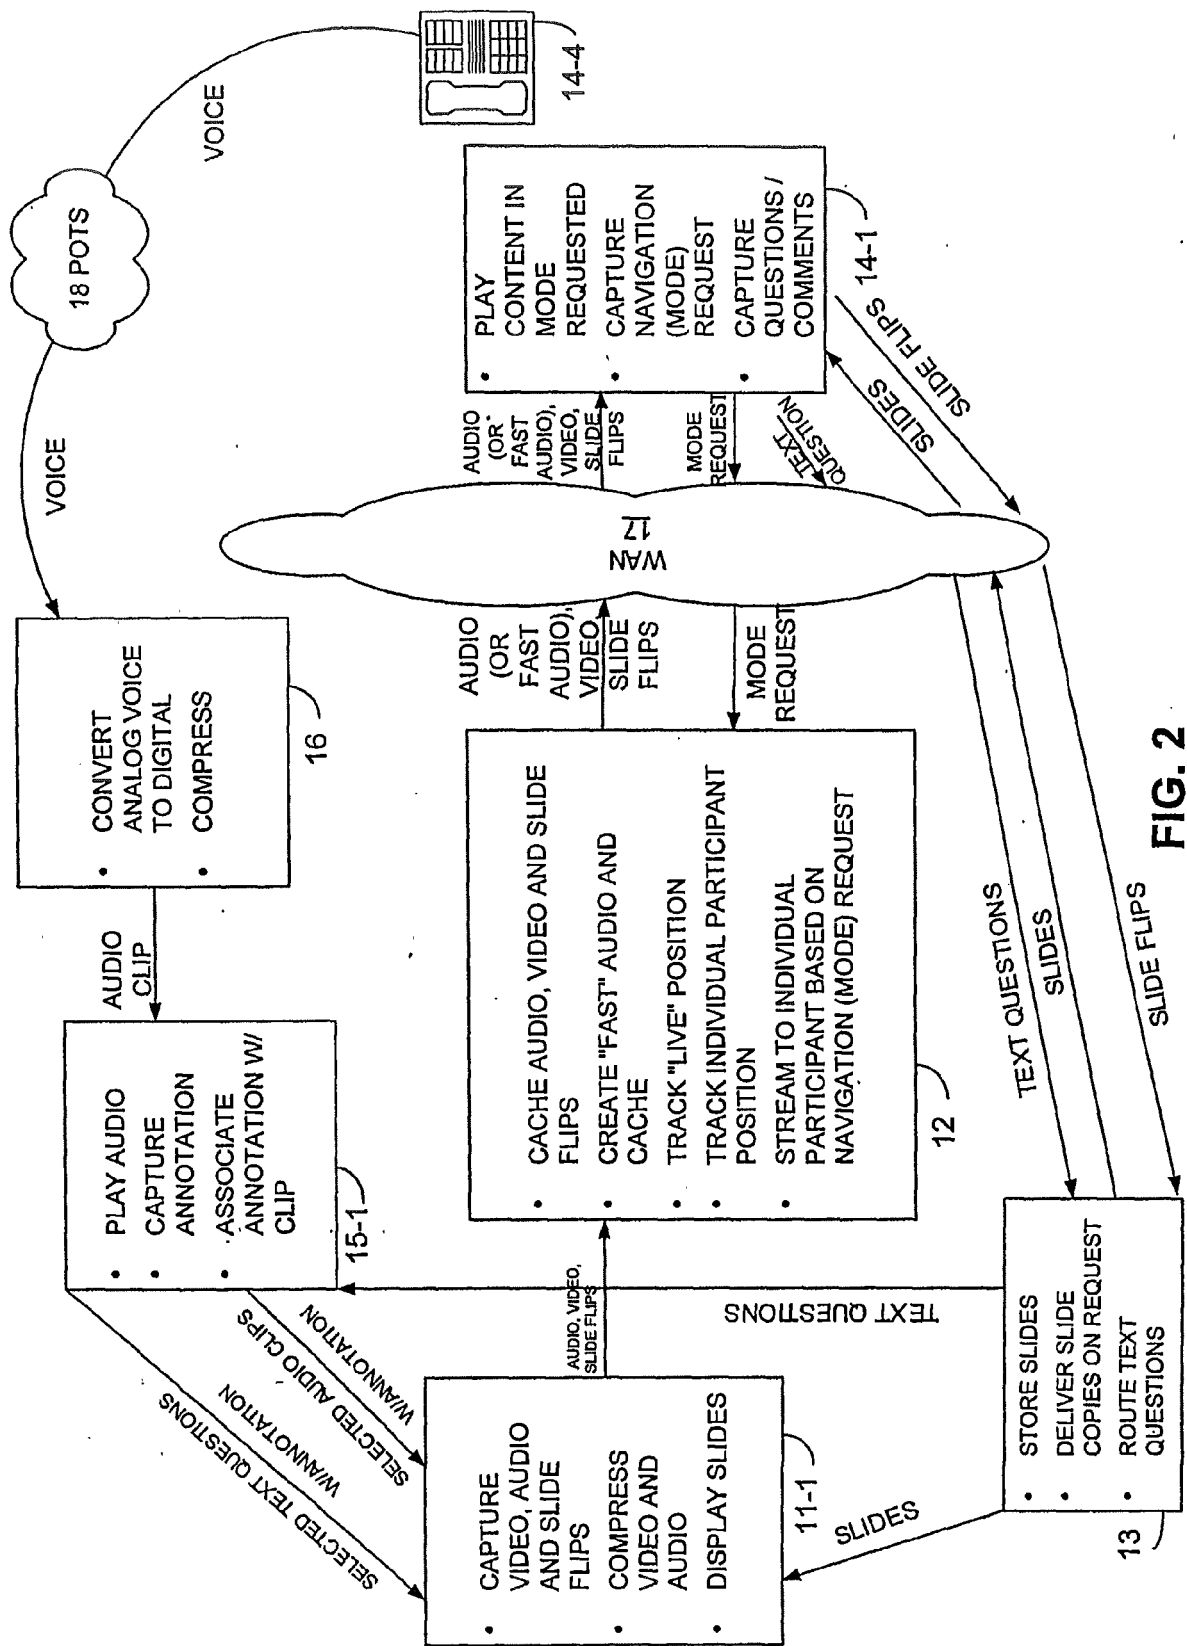 VOICE
18 POTS
VOICE
14-4
• CONVERT
ANALOG VOICE
TO DIGITAL
• COMPRESS
16
AUDIO
CLIP
• PLAY AUDIO
• CAPTURE
ANNOTATION
• ASSOCIATE
ANNOTATION W/
CLIP
15-1
• PLAY
CONTENT IN
MODE
REQUESTED
• CAPTURE
NAVIGATION
(MODE)
REQUEST
• CAPTURE
QUESTIONS /
COMMENTS
14-1
AUDIO
(OR
FAST
AUDIO),
VIDEO,
SLIDE
FLIPS
MODE
REQUEST
TEXT
QUESTION
SLIDES
SLIDE FLIPS
WAN
17
AUDIO
(OR
FAST
AUDIO),
VIDEO,
SLIDE
FLIPS
MODE
REQUEST
• CACHE AUDIO, VIDEO AND SLIDE
FLIPS
• CREATE "FAST" AUDIO AND
CACHE
• TRACK "LIVE" POSITION
• TRACK INDIVIDUAL PARTICIPANT
POSITION
• STREAM TO INDIVIDUAL
PARTICIPANT BASED ON
NAVIGATION (MODE) REQUEST
12
AUDIO, VIDEO,
SLIDE FLIPS
TEXT QUESTIONS
W/ANNOTATION
SELECTED AUDIO CLIPS
W/ANNOTATION
SELECTED TEXT QUESTIONS
• CAPTURE
VIDEO, AUDIO
AND SLIDE
FLIPS
• COMPRESS
VIDEO AND
AUDIO
• DISPLAY SLIDES
11-1
SLIDES
TEXT QUESTIONS
SLIDES
SLIDE FLIPS
• STORE SLIDES
• DELIVER SLIDE
COPIES ON REQUEST
• ROUTE TEXT
QUESTIONS
13
FIG. 2